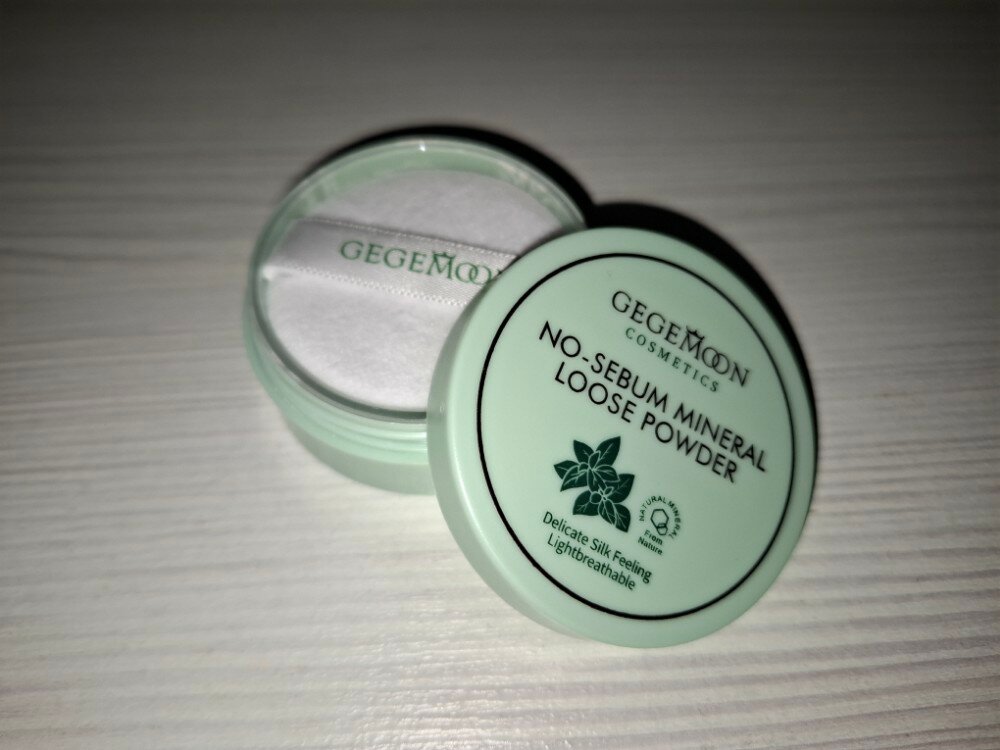 GEGEMOON
GEGEMOON
COSMETICS
NO-SEBUM MINERAL
LOOSE POWDER
NATURAL MINERAL
From
Nature
Delicate Silk Feeling
Lightbreathable